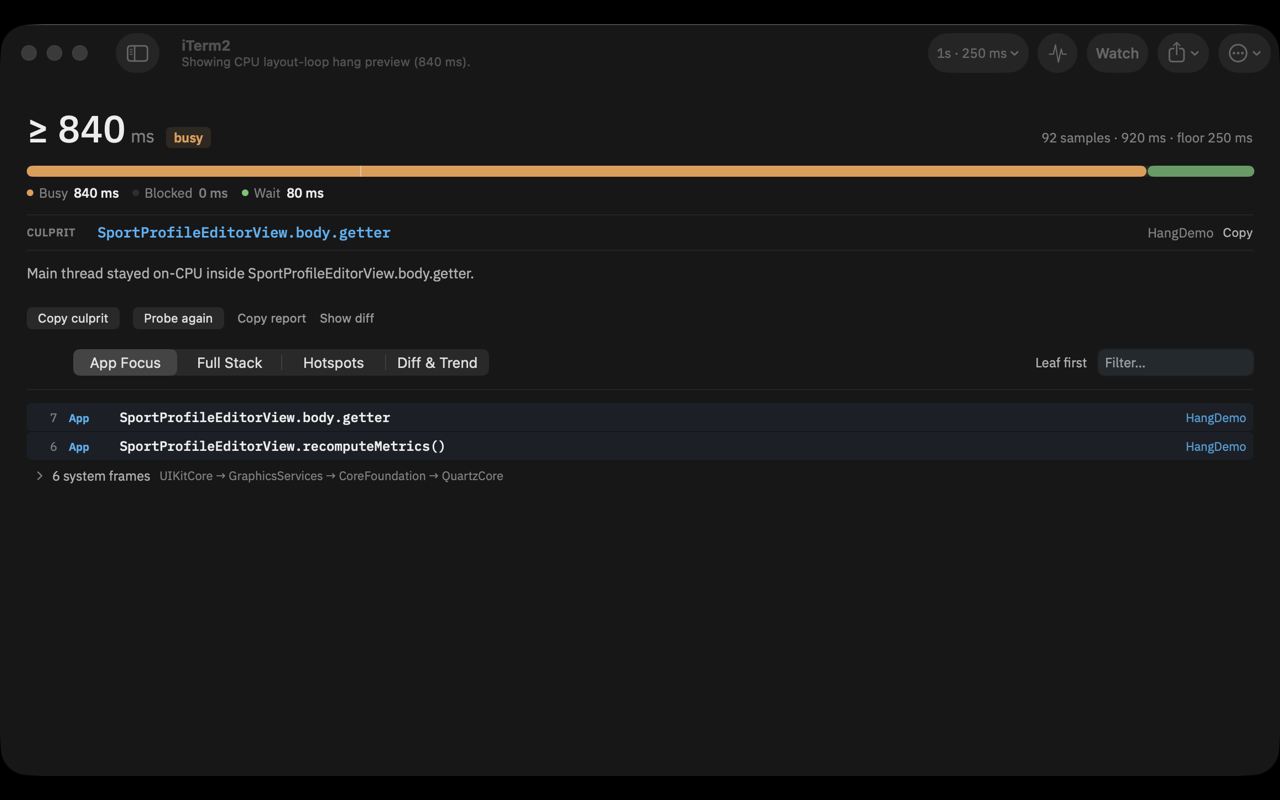 iTerm2
Showing CPU layout-loop hang preview (840 ms).
1s · 250 ms
Watch
≥ 840 ms busy
92 samples · 920 ms · floor 250 ms
Busy 840 ms Blocked 0 ms Wait 80 ms
CULPRIT SportProfileEditorView.body.getter HangDemo Copy
Main thread stayed on-CPU inside SportProfileEditorView.body.getter.
Copy culprit Probe again Copy report Show diff
App Focus Full Stack Hotspots Diff & Trend Leaf first Filter...
7 App SportProfileEditorView.body.getter HangDemo
6 App SportProfileEditorView.recomputeMetrics() HangDemo
6 system frames UIKitCore → GraphicsServices → CoreFoundation → QuartzCore